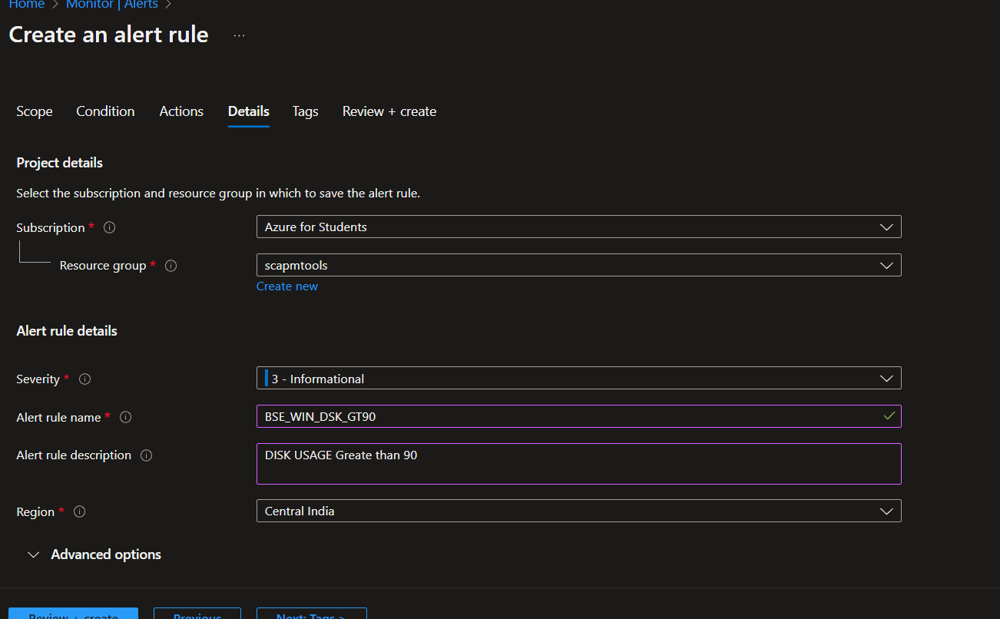 Home > Monitor | Alerts >
Create an alert rule ...
Scope Condition Actions Details Tags Review + create
Project details
Select the subscription and resource group in which to save the alert rule.
Subscription *
Azure for Students
Resource group *
scapmtools
Create new
Alert rule details
Severity *
3 - Informational
Alert rule name *
BSE_WIN_DSK_GT90
Alert rule description
DISK USAGE Greate than 90
Region *
Central India
Advanced options
Review + create Previous Next: Tags >